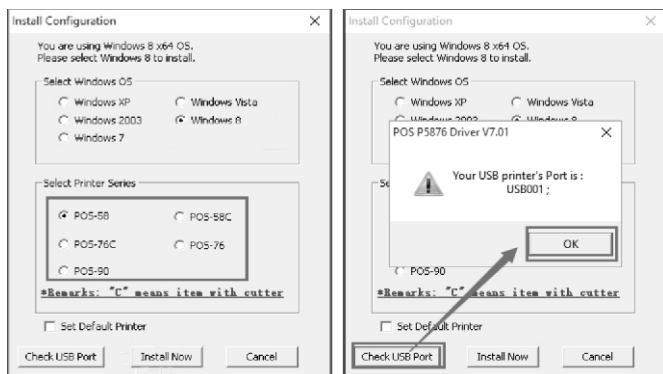 Install Configuration
You are using Windows 8 x64 OS.
Please select Windows 8 to install.
Select Windows OS
Windows XP Windows Vista
Windows 2003 Windows 8
Windows 7
Select Printer Series
POS-58 POS-58C
POS-76C POS-76
POS-90
*Remarks: "C" means item with cutter
Set Default Printer
Check USB Port Install Now Cancel
Install Configuration
You are using Windows 8 x64 OS.
Please select Windows 8 to install.
Select Windows OS
Windows XP Windows Vista
Windows 2003 Windows 8
POS P5876 Driver V7.01
Your USB printer's Port is :
USB001 ;
OK
Se
POS-90
*Remarks: "C" means item with cutter
Set Default Printer
Check USB Port Install Now Cancel